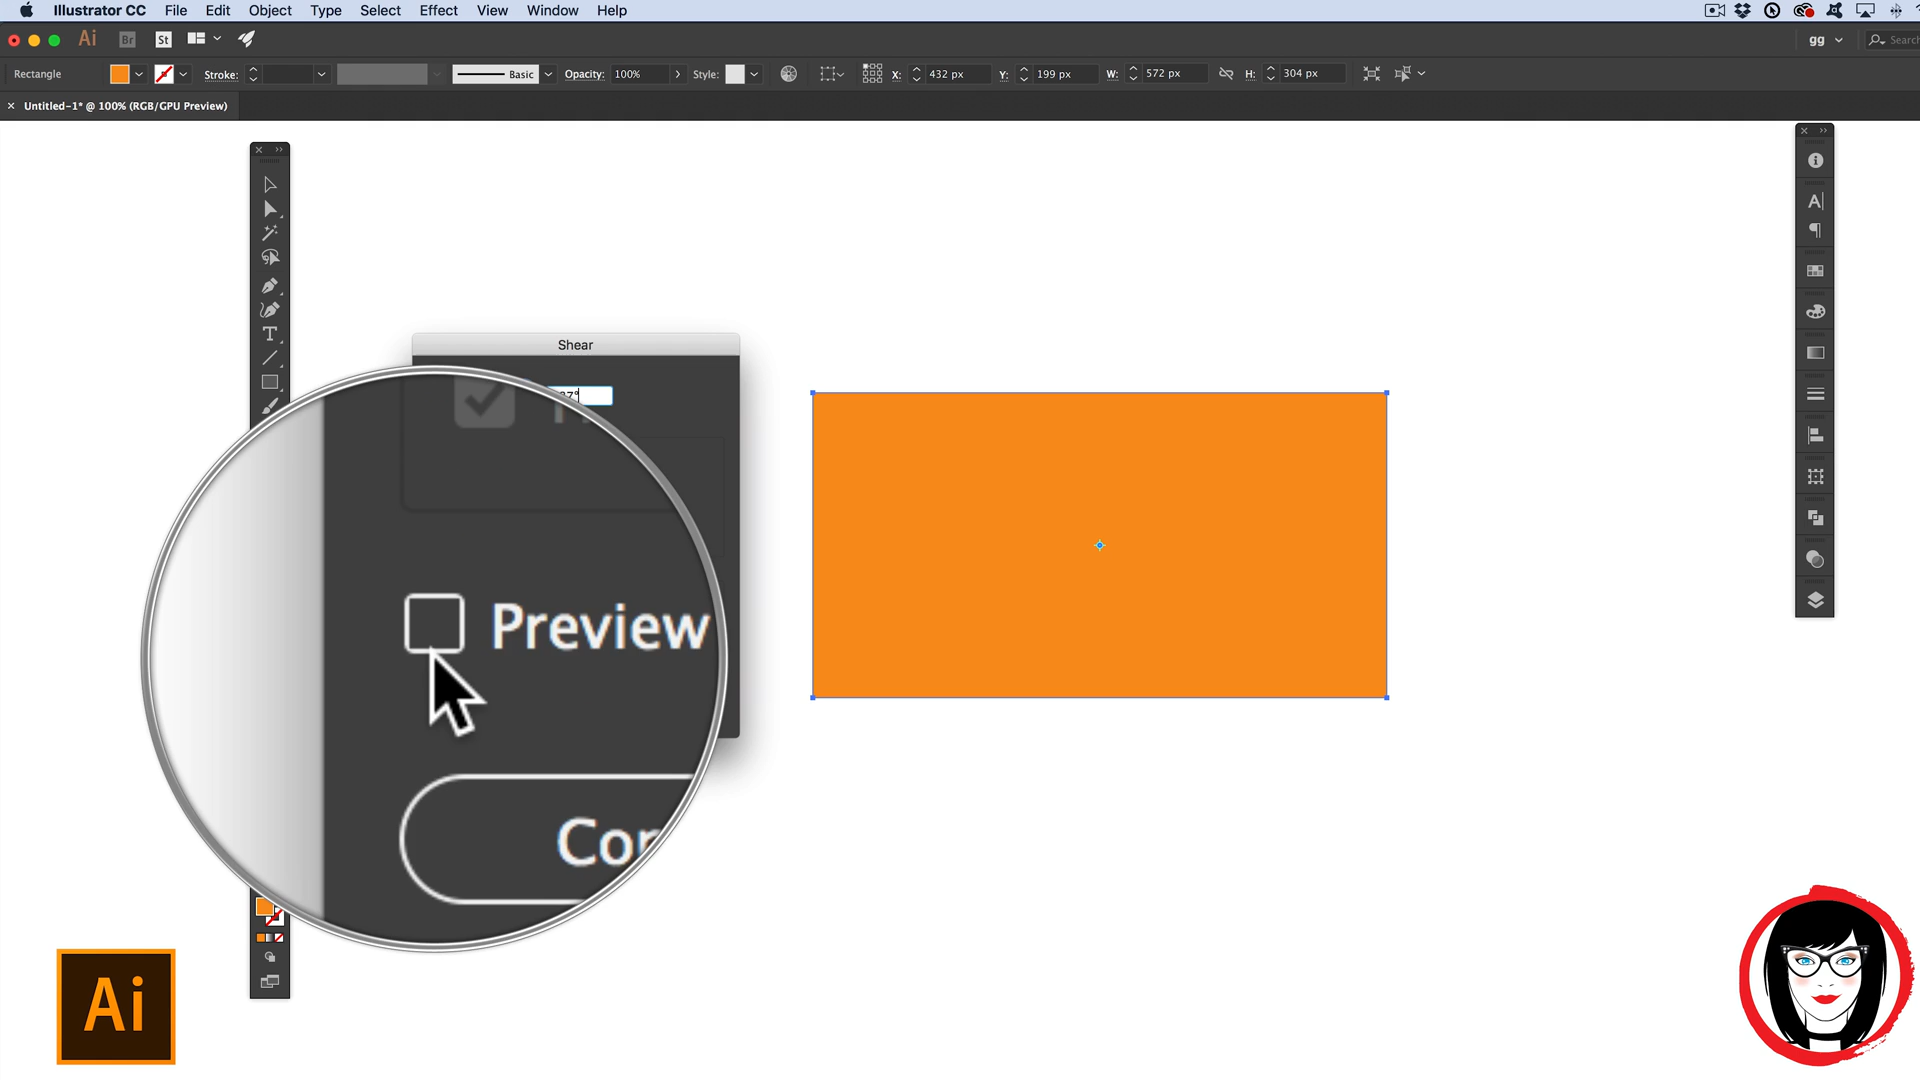 Illustrator CC File Edit Object Type Select Effect View Window Help
Ai Br St gg Search
Rectangle Stroke: Basic Opacity: 100% Style: X: 432 px Y: 199 px W: 572 px H: 304 px
× Untitled-1* @ 100% (RGB/GPU Preview)
Shear
Preview
Cop
Ai